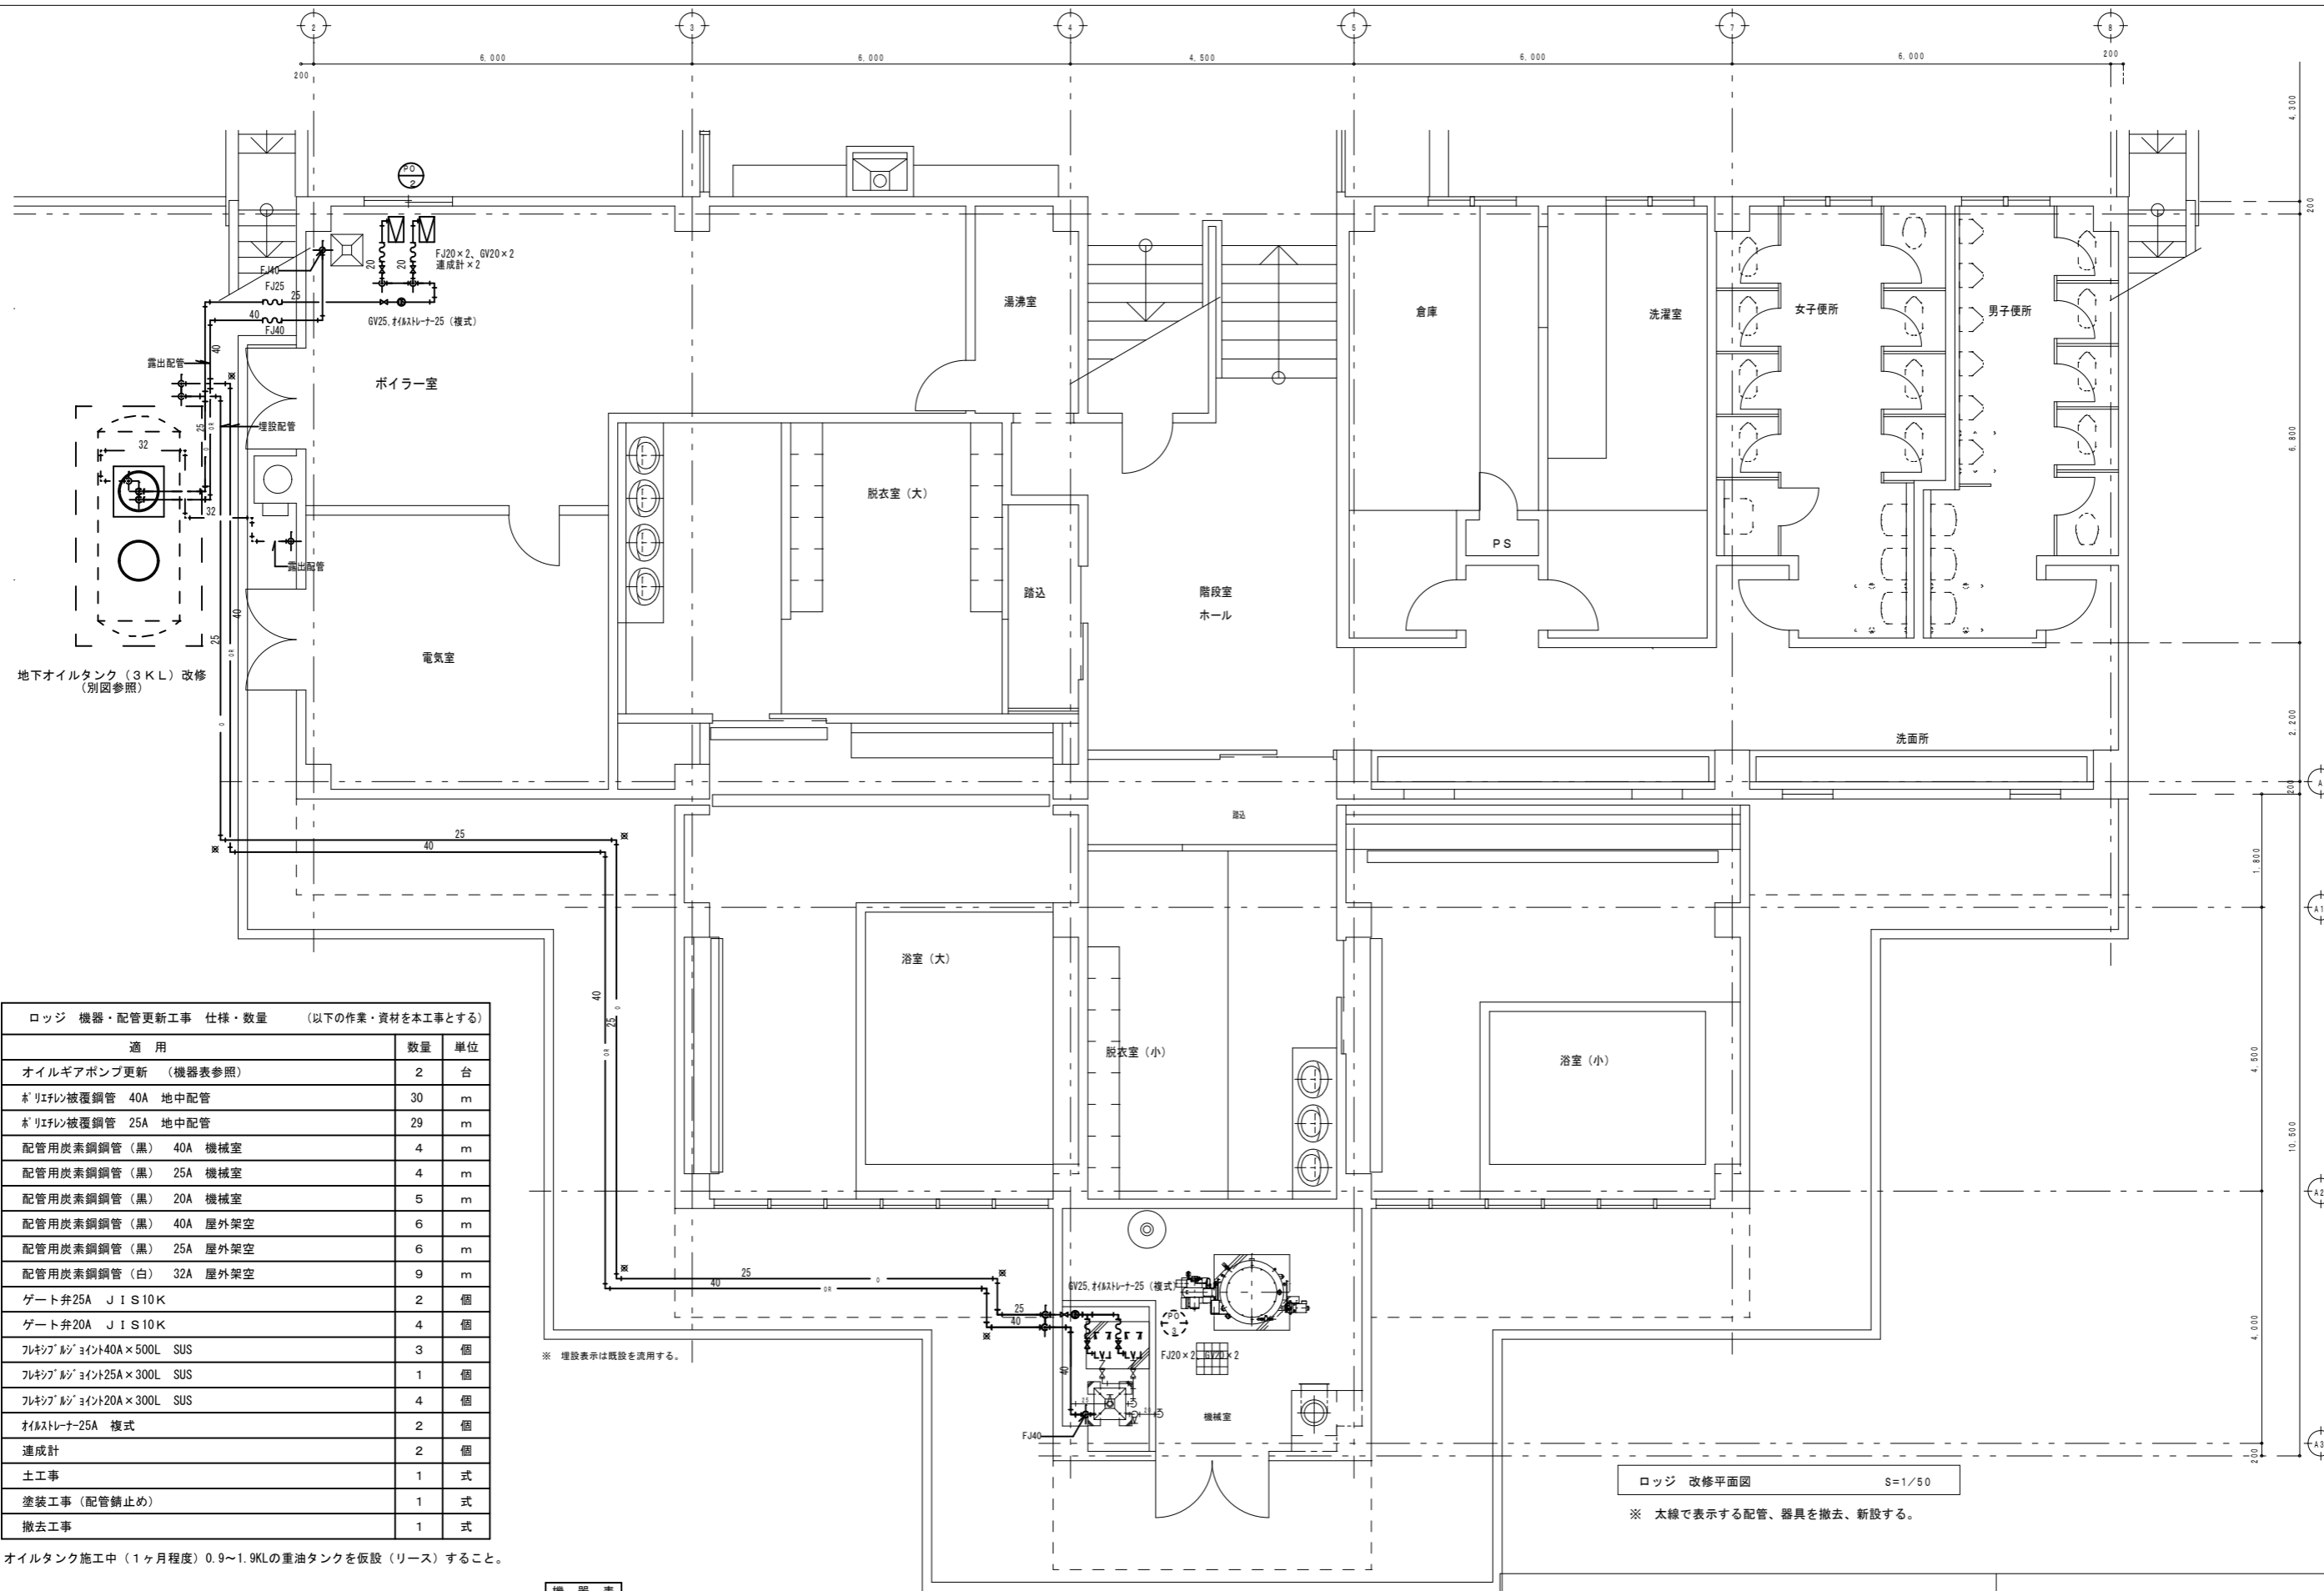 2
3
4
5
7
8
6,000
6,000
4,500
6,000
6,000
200
200
4,300
200
6,800
2,200
200
1,800
4,500
10,500
4,000
200
A
A1
A2
A3
PO
2
FJ40
FJ25
25
40
FJ40
20
20
FJ20×2、GV20×2
連成計×2
GV25,オイルストレーナー25（複式）
40
露出配管
※
ボイラー室
湯沸室
倉庫
洗濯室
女子便所
男子便所
25
OR
埋設配管
32
32
露出配管
脱衣室（大）
踏込
階段室
ホール
PS
電気室
40
25
OR
O
地下オイルタンク（３ＫＬ）改修
（別図参照）
洗面所
踏込
25
※
40
※
浴室（大）
40
25
O
OR
脱衣室（小）
浴室（小）
ロッジ　機器・配管更新工事　仕様・数量　（以下の作業・資材を本工事とする）
適　用　数量　単位
オイルギアポンプ更新　（機器表参照）　2　台
ポリエチレン被覆鋼管　40A　地中配管　30　m
ポリエチレン被覆鋼管　25A　地中配管　29　m
配管用炭素鋼鋼管（黒）　40A　機械室　4　m
配管用炭素鋼鋼管（黒）　25A　機械室　4　m
配管用炭素鋼鋼管（黒）　20A　機械室　5　m
配管用炭素鋼鋼管（黒）　40A　屋外架空　6　m
配管用炭素鋼鋼管（黒）　25A　屋外架空　6　m
配管用炭素鋼鋼管（白）　32A　屋外架空　9　m
ゲート弁25A　ＪＩＳ10Ｋ　2　個
ゲート弁20A　ＪＩＳ10Ｋ　4　個
フレキシブルジョイント40A×500L　SUS　3　個
フレキシブルジョイント25A×300L　SUS　1　個
フレキシブルジョイント20A×300L　SUS　4　個
オイルストレーナー25A　複式　2　個
連成計　2　個
土工事　1　式
塗装工事（配管錆止め）　1　式
撤去工事　1　式
オイルタンク施工中（１ヶ月程度）0.9〜1.9KLの重油タンクを仮設（リース）すること。
※
25
O
※
40
OR
25
40
※
GV25,オイルストレーナー25（複式）
PO
3
FJ20×2、GV20×2
※　埋設表示は既設を流用する。
40
機械室
FJ40
ロッジ　改修平面図　S=1/50
※　太線で表示する配管、器具を撤去、新設する。
機　器　表